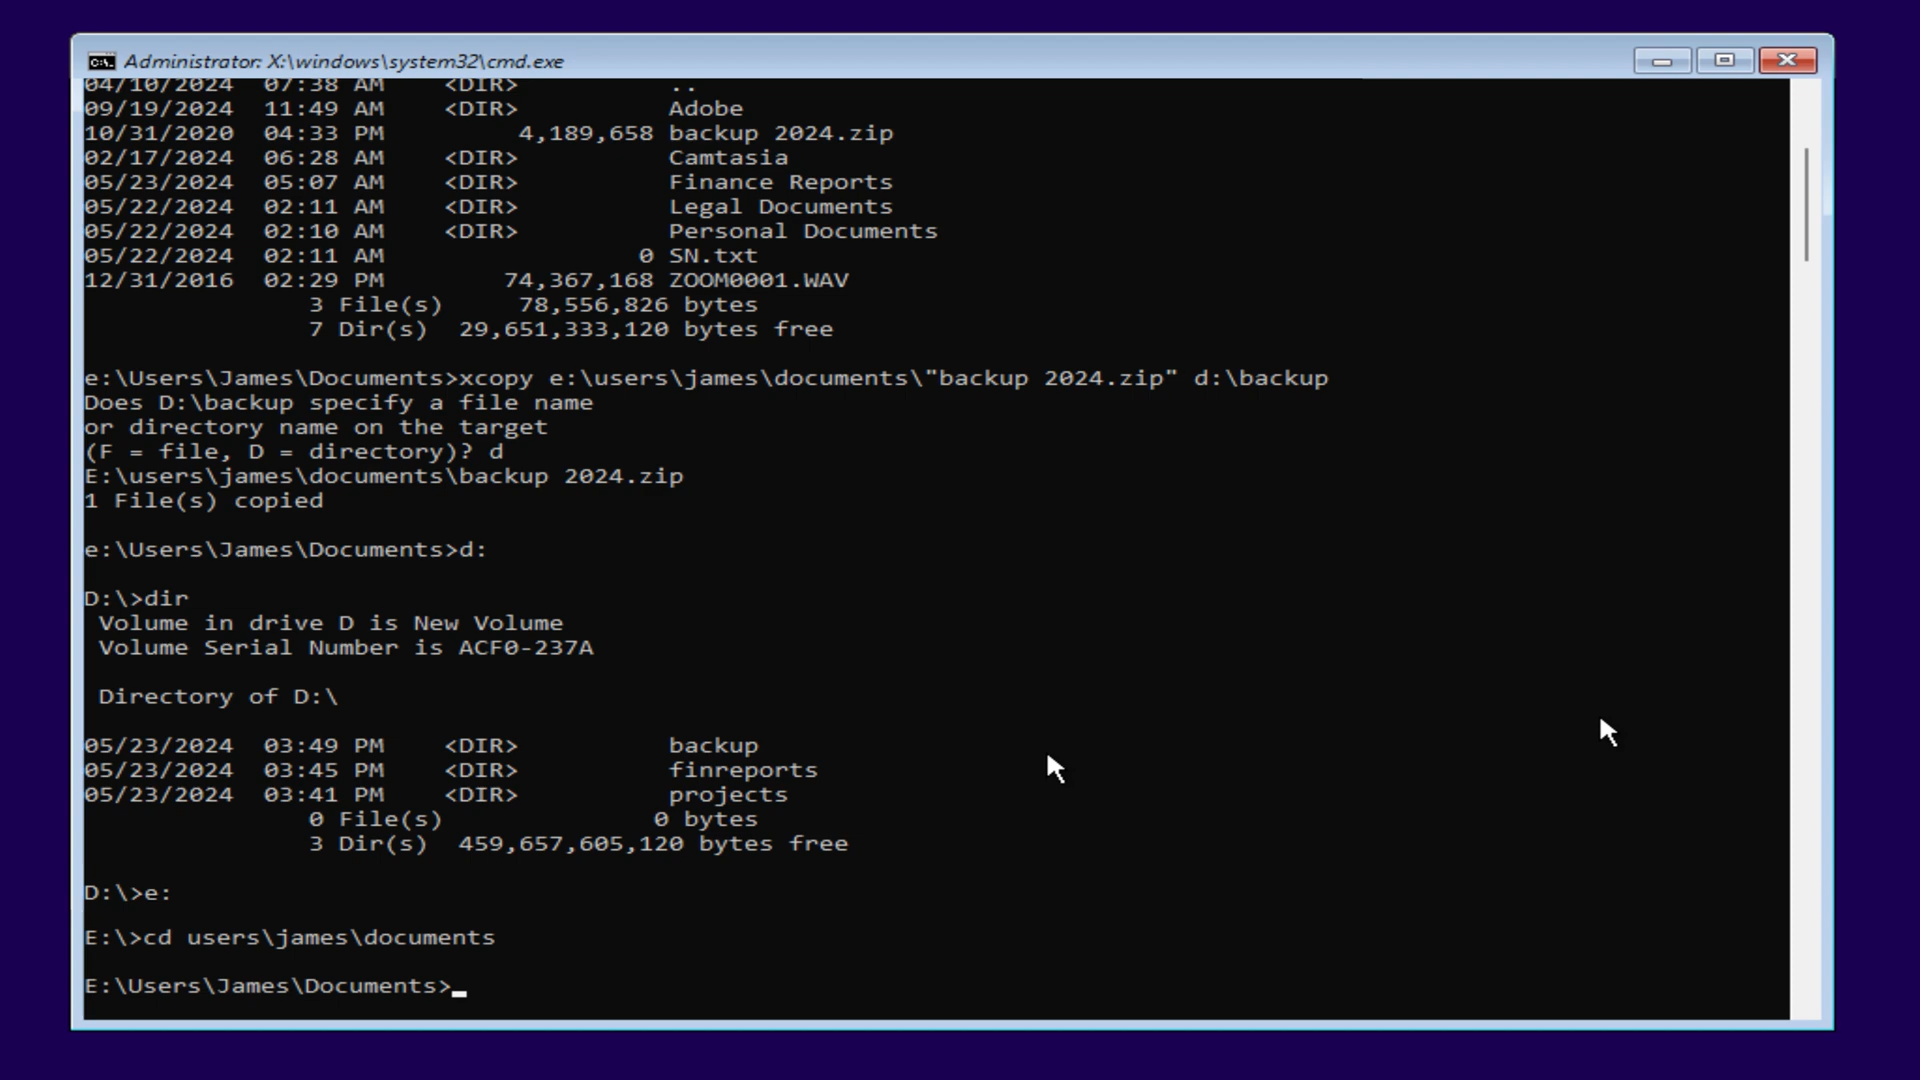 Administrator: X:\windows\system32\cmd.exe
04/10/2024  07:38 AM    <DIR>          ..
09/19/2024  11:49 AM    <DIR>          Adobe
10/31/2020  04:33 PM         4,189,658 backup 2024.zip
02/17/2024  06:28 AM    <DIR>          Camtasia
05/23/2024  05:07 AM    <DIR>          Finance Reports
05/22/2024  02:11 AM    <DIR>          Legal Documents
05/22/2024  02:10 AM    <DIR>          Personal Documents
05/22/2024  02:11 AM                 0 SN.txt
12/31/2016  02:29 PM        74,367,168 ZOOM0001.WAV
               3 File(s)     78,556,826 bytes
               7 Dir(s)  29,651,333,120 bytes free
e:\Users\James\Documents>xcopy e:\users\james\documents\"backup 2024.zip" d:\backup
Does D:\backup specify a file name
or directory name on the target
(F = file, D = directory)? d
E:\users\james\documents\backup 2024.zip
1 File(s) copied
e:\Users\James\Documents>d:
D:\>dir
 Volume in drive D is New Volume
 Volume Serial Number is ACF0-237A
 Directory of D:\
05/23/2024  03:49 PM    <DIR>          backup
05/23/2024  03:45 PM    <DIR>          finreports
05/23/2024  03:41 PM    <DIR>          projects
               0 File(s)              0 bytes
               3 Dir(s)  459,657,605,120 bytes free
D:\>e:
E:\>cd users\james\documents
E:\Users\James\Documents>